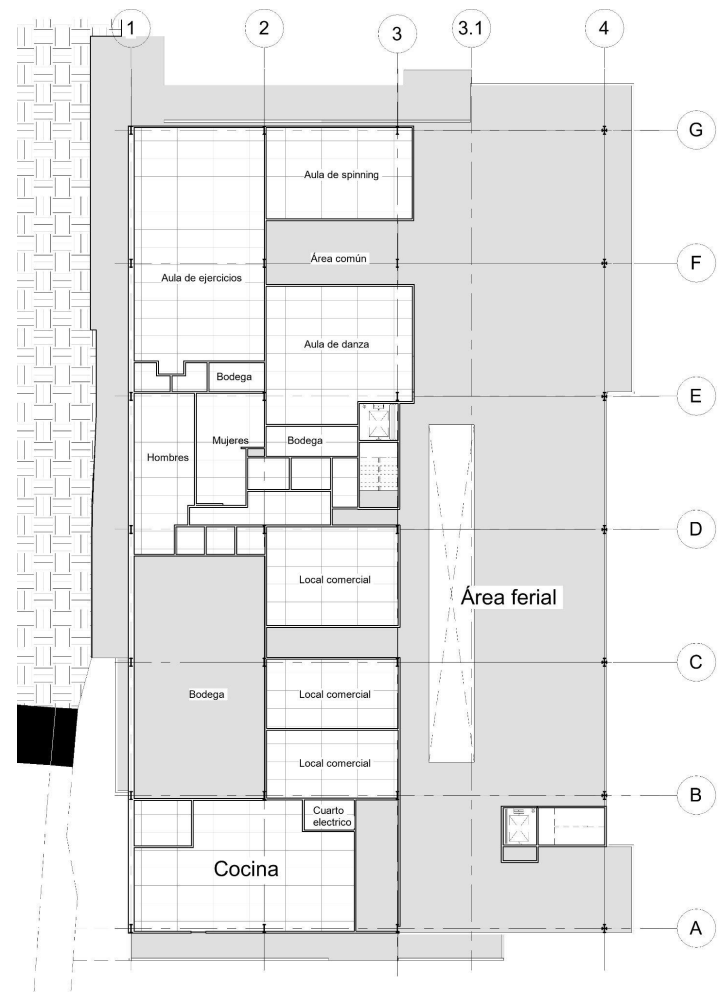 1
2
3
3.1
4
G
Aula de spinning
Área común
F
Aula de ejercicios
Aula de danza
Bodega
E
Mujeres
Bodega
Hombres
D
Local comercial
Área ferial
C
Bodega
Local comercial
Local comercial
B
Cuarto
electrico
Cocina
A